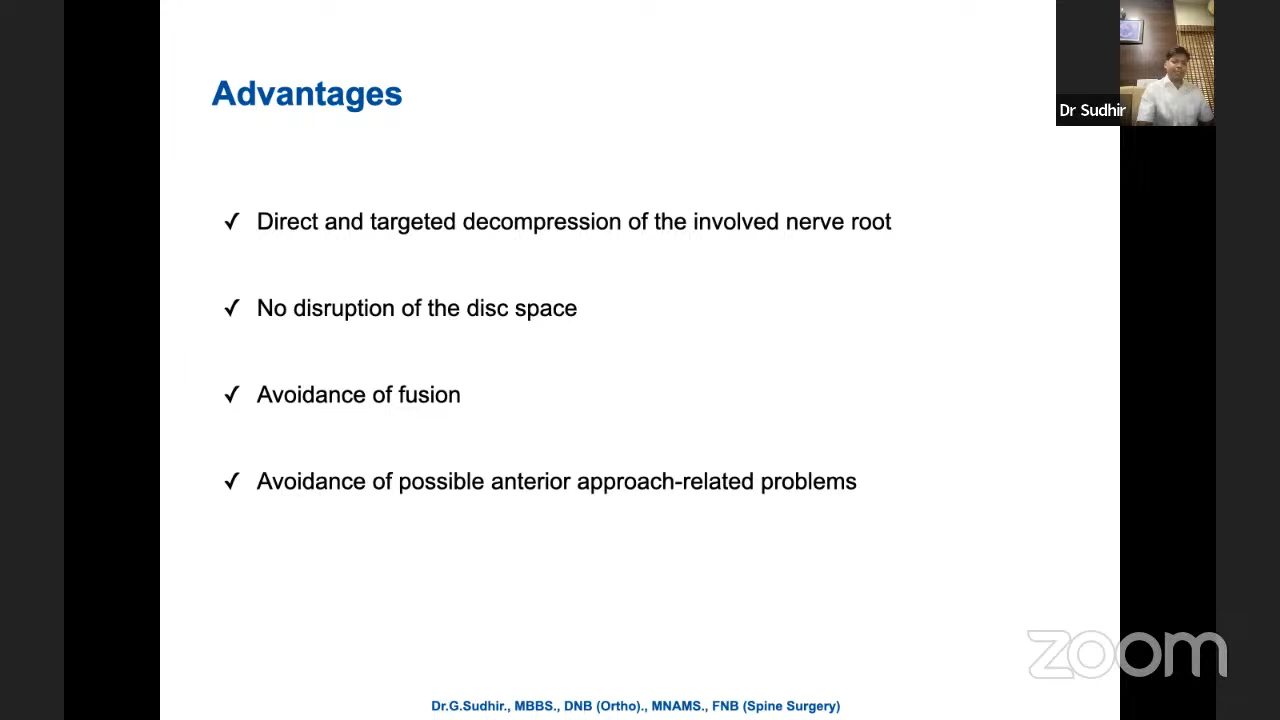 Advantages
Dr Sudhir
✓ Direct and targeted decompression of the involved nerve root
✓ No disruption of the disc space
✓ Avoidance of fusion
✓ Avoidance of possible anterior approach-related problems
zoom
Dr.G.Sudhir., MBBS., DNB (Ortho)., MNAMS., FNB (Spine Surgery)